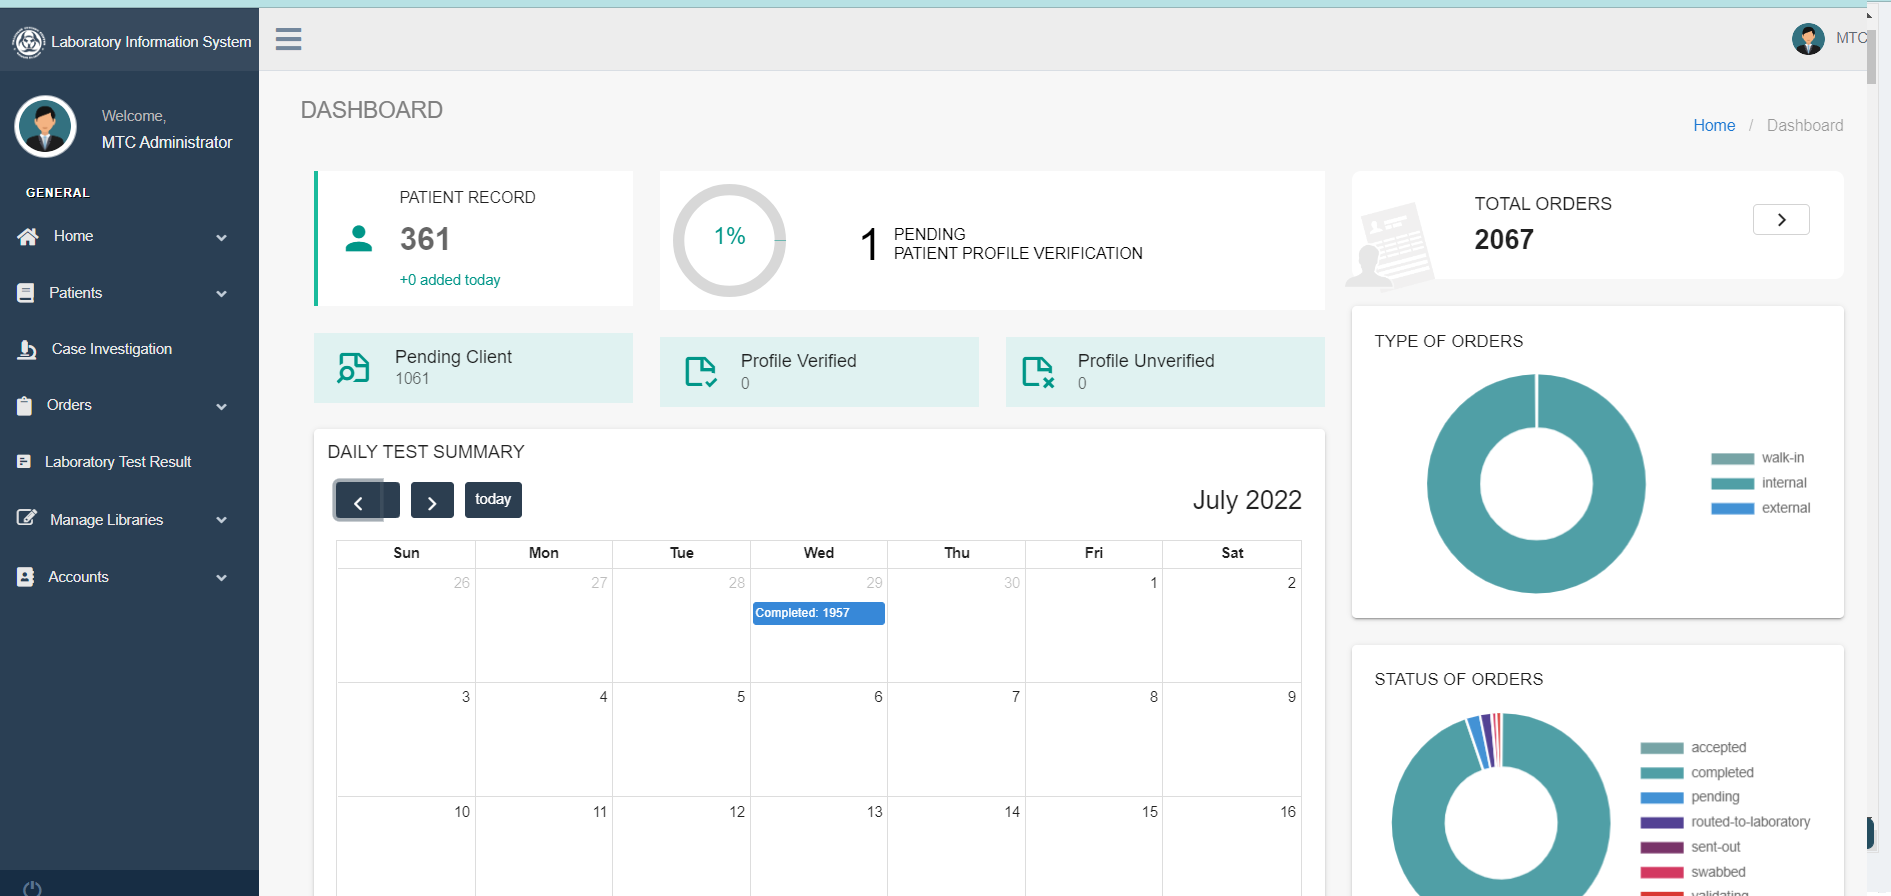 Laboratory Information System
MTC
Welcome,
MTC Administrator
GENERAL
Home
Patients
Case Investigation
Orders
Laboratory Test Result
Manage Libraries
Accounts
DASHBOARD
Home / Dashboard
PATIENT RECORD
361
+0 added today
1%
1
PENDING
PATIENT PROFILE VERIFICATION
TOTAL ORDERS
2067
Pending Client
1061
Profile Verified
0
Profile Unverified
0
DAILY TEST SUMMARY
today
July 2022
Sun Mon Tue Wed Thu Fri Sat
26 27 28 29 30 1 2
Completed: 1957
3 4 5 6 7 8 9
10 11 12 13 14 15 16
TYPE OF ORDERS
walk-in
internal
external
STATUS OF ORDERS
accepted
completed
pending
routed-to-laboratory
sent-out
swabbed
validating